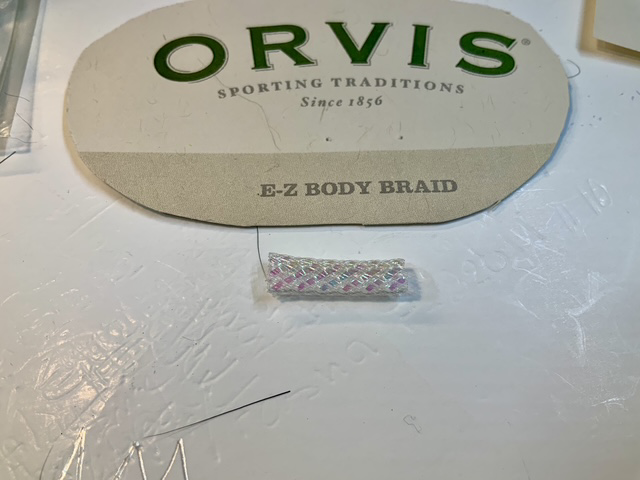 ORVIS®
SPORTING TRADITIONS
Since 1856
E-Z BODY BRAID